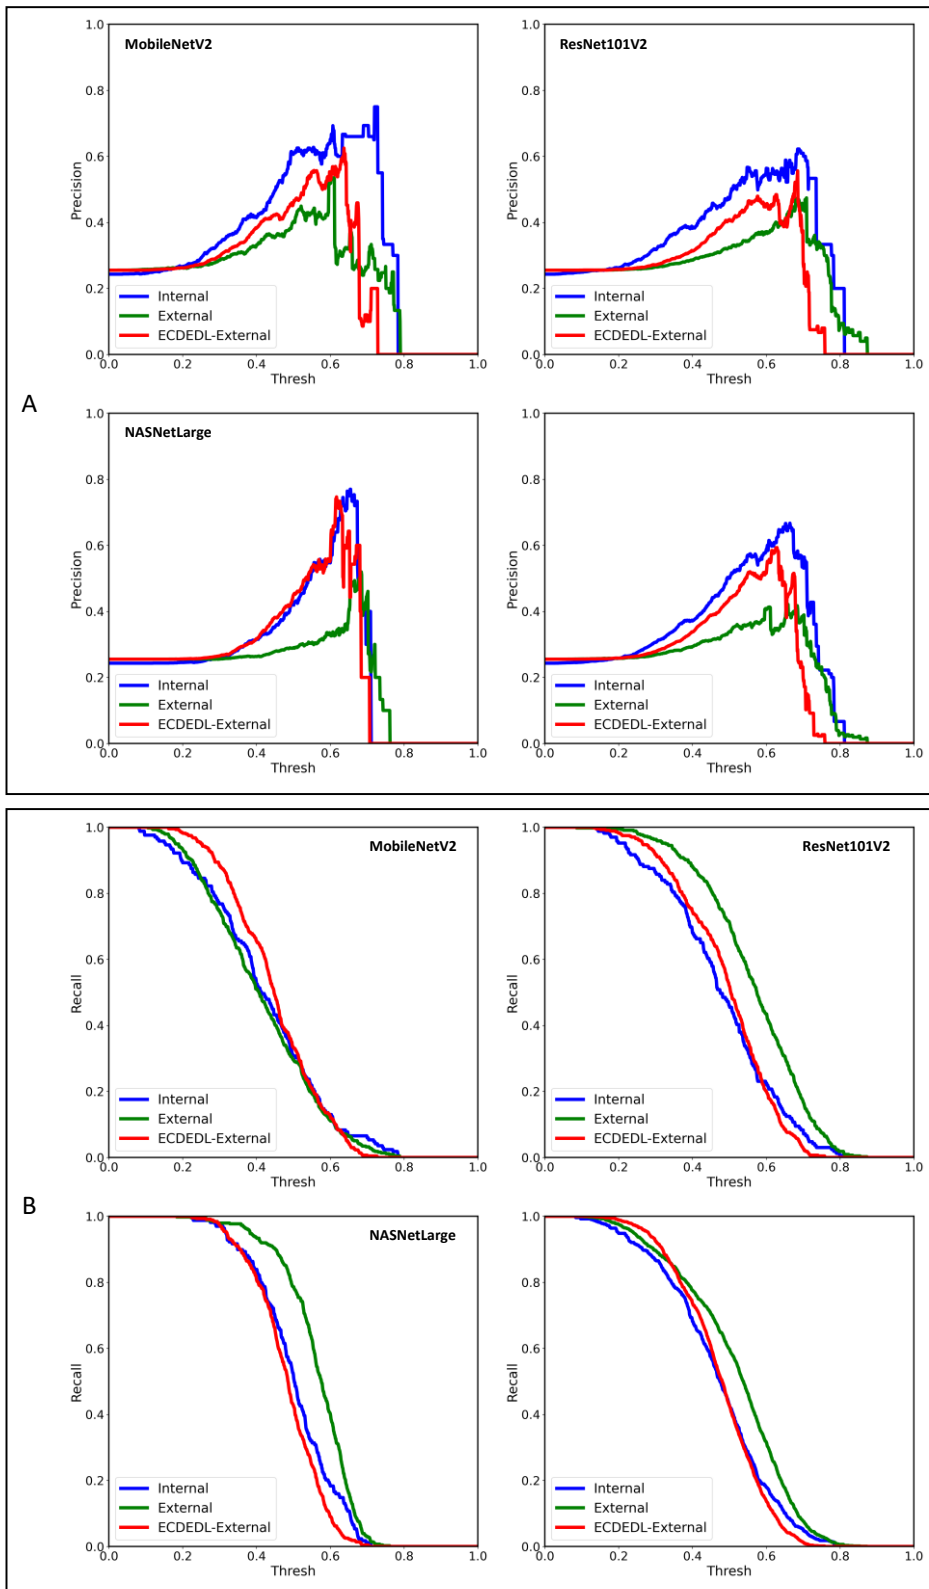 MobileNetV2
1.0
0.8
0.6
0.4
0.2
0.0
Precision
Internal
External
ECDEDL-External
0.0 0.2 0.4 0.6 0.8 1.0
Thresh
ResNet101V2
1.0
0.8
0.6
0.4
0.2
0.0
Precision
Internal
External
ECDEDL-External
0.0 0.2 0.4 0.6 0.8 1.0
Thresh
A
NASNetLarge
1.0
0.8
0.6
0.4
0.2
0.0
Precision
Internal
External
ECDEDL-External
0.0 0.2 0.4 0.6 0.8 1.0
Thresh
1.0
0.8
0.6
0.4
0.2
0.0
Precision
Internal
External
ECDEDL-External
0.0 0.2 0.4 0.6 0.8 1.0
Thresh
MobileNetV2
1.0
0.8
0.6
0.4
0.2
0.0
Recall
Internal
External
ECDEDL-External
0.0 0.2 0.4 0.6 0.8 1.0
Thresh
ResNet101V2
1.0
0.8
0.6
0.4
0.2
0.0
Recall
Internal
External
ECDEDL-External
0.0 0.2 0.4 0.6 0.8 1.0
Thresh
B
NASNetLarge
1.0
0.8
0.6
0.4
0.2
0.0
Recall
Internal
External
ECDEDL-External
0.0 0.2 0.4 0.6 0.8 1.0
Thresh
1.0
0.8
0.6
0.4
0.2
0.0
Recall
Internal
External
ECDEDL-External
0.0 0.2 0.4 0.6 0.8 1.0
Thresh